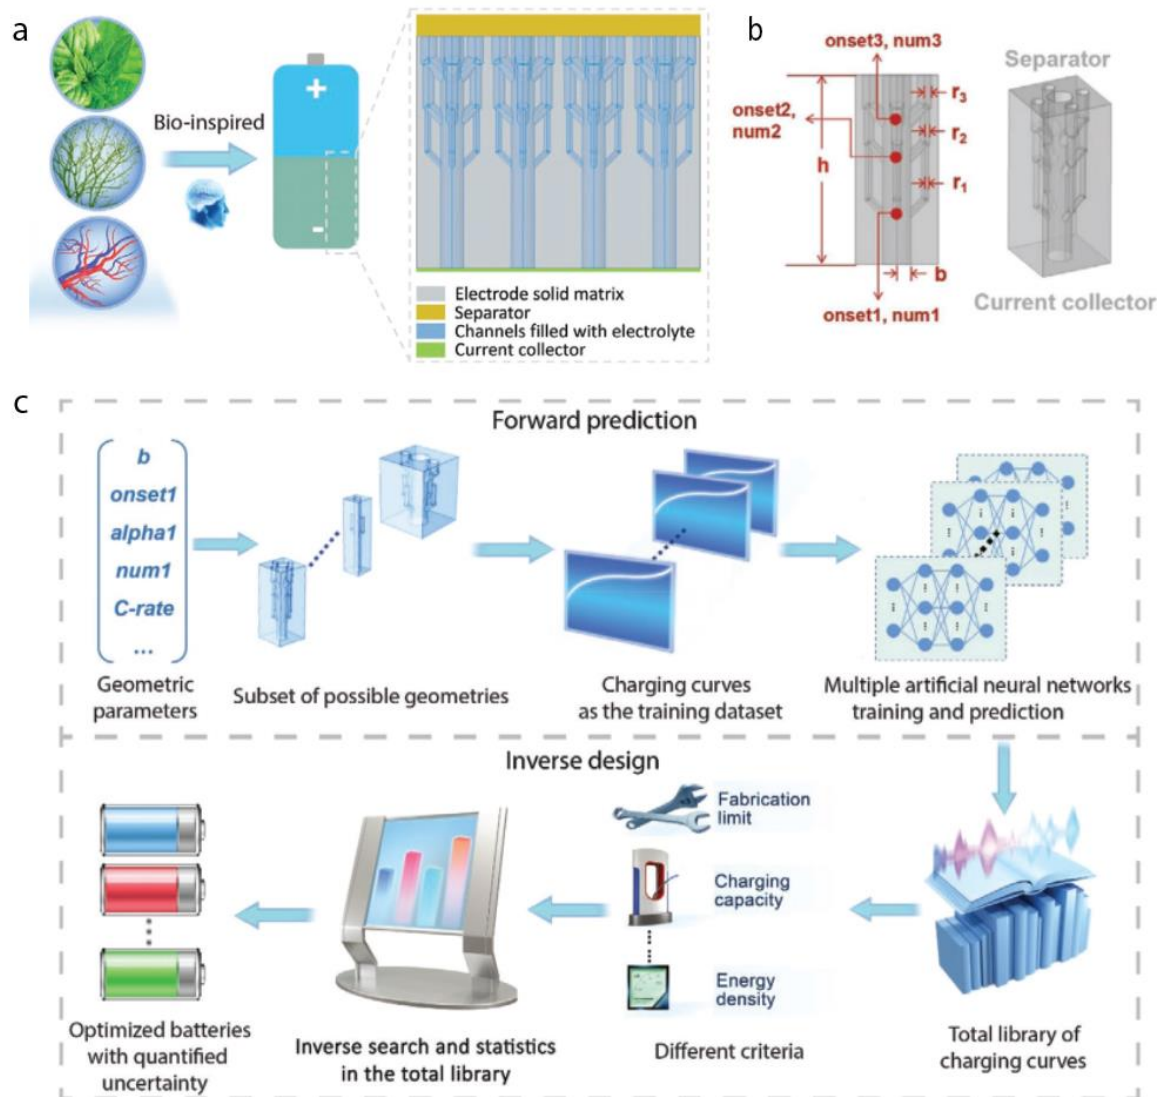 a
Bio-inspired
+
-
Electrode solid matrix
Separator
Channels filled with electrolyte
Current collector
b
onset3, num3
onset2,
num2
h
r3
r2
r1
b
onset1, num1
Separator
Current collector
c
Forward prediction
b
onset1
alpha1
num1
C-rate
...
Geometric
parameters
Subset of possible geometries
Charging curves
as the training dataset
Multiple artificial neural networks
training and prediction
Inverse design
Optimized batteries
with quantified
uncertainty
Inverse search and statistics
in the total library
Fabrication
limit
Charging
capacity
Energy
density
Different criteria
Total library of
charging curves